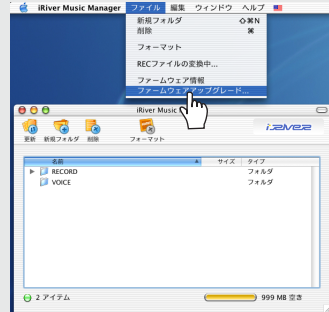 iRiver Music Manager ファイル 編集 ウィンドウ ヘルプ
新規フォルダ ⇧⌘N
削除 ⌘
フォーマット
RECファイルの変換中...
ファームウェア情報
ファームウェアアップグレード...
iRiver Music
更新 新規フォルダ 削除 フォーマット
iRiver
名前 サイズ タイプ
RECORD フォルダ
VOICE フォルダ
2 アイテム 999 MB 空き